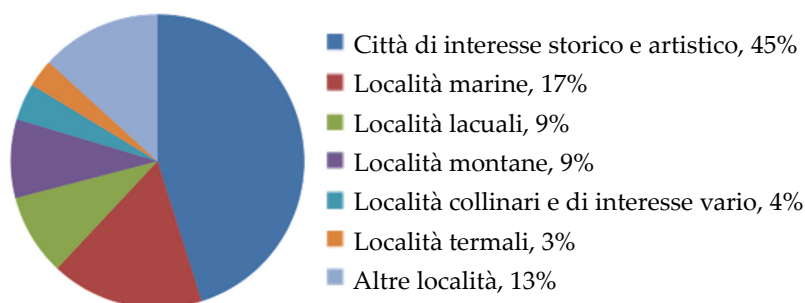 Città di interesse storico e artistico, 45%
Località marine, 17%
Località lacuali, 9%
Località montane, 9%
Località collinari e di interesse vario, 4%
Località termali, 3%
Altre località, 13%